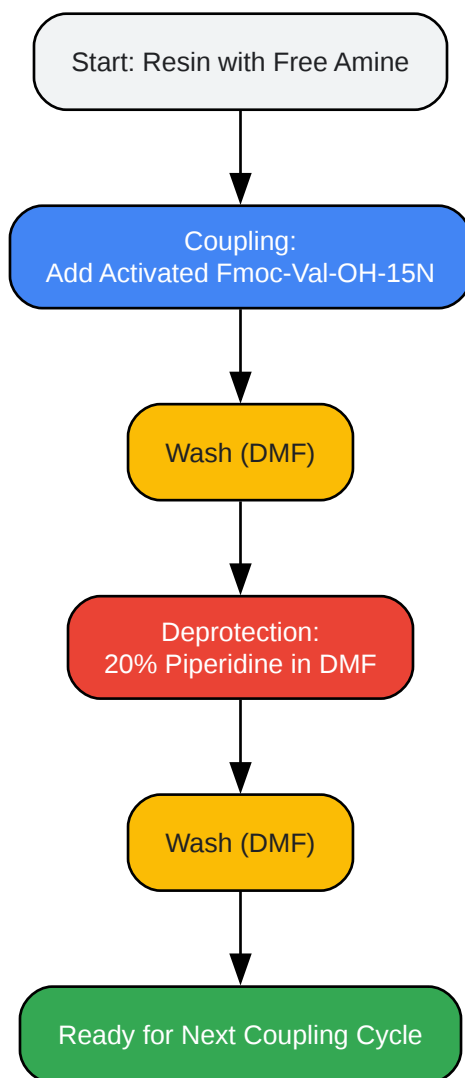 Start: Resin with Free Amine
Coupling:
Add Activated Fmoc-Val-OH-15N
Wash (DMF)
Deprotection:
20% Piperidine in DMF
Wash (DMF)
Ready for Next Coupling Cycle